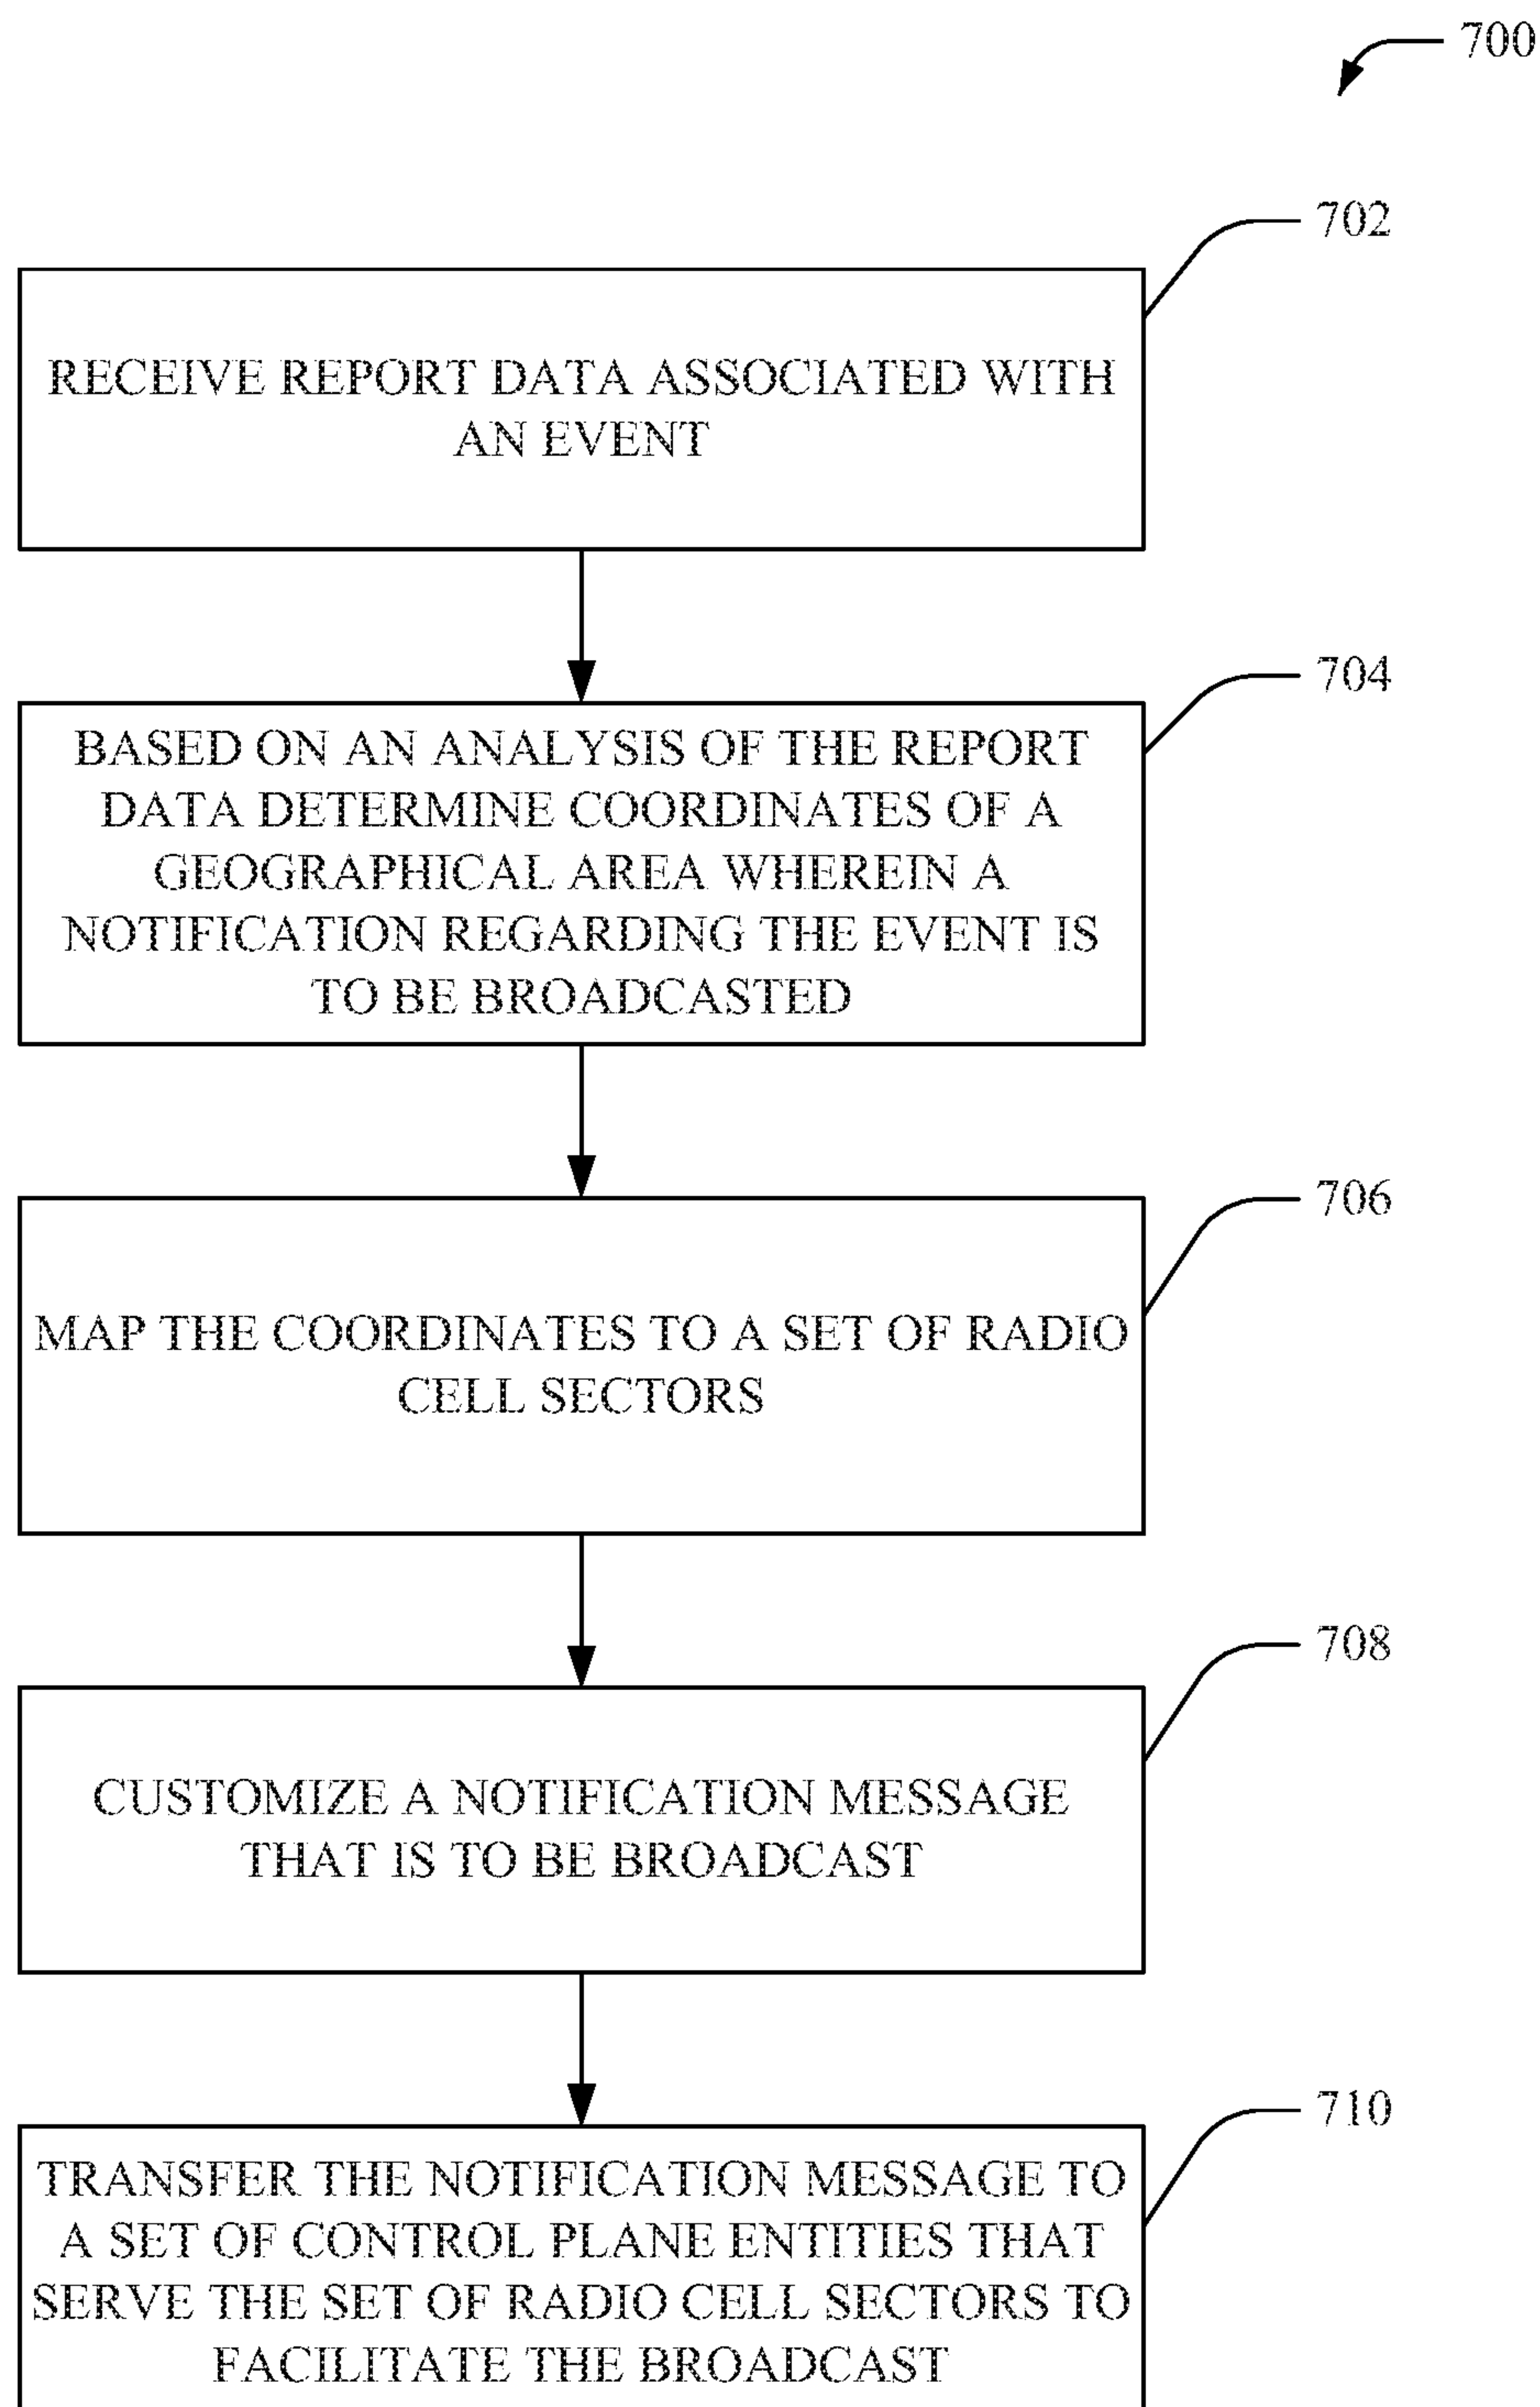 700
702
RECEIVE REPORT DATA ASSOCIATED WITH
AN EVENT
704
BASED ON AN ANALYSIS OF THE REPORT
DATA DETERMINE COORDINATES OF A
GEOGRAPHICAL AREA WHEREIN A
NOTIFICATION REGARDING THE EVENT IS
TO BE BROADCASTED
706
MAP THE COORDINATES TO A SET OF RADIO
CELL SECTORS
708
CUSTOMIZE A NOTIFICATION MESSAGE
THAT IS TO BE BROADCAST
710
TRANSFER THE NOTIFICATION MESSAGE TO
A SET OF CONTROL PLANE ENTITIES THAT
SERVE THE SET OF RADIO CELL SECTORS TO
FACILITATE THE BROADCAST